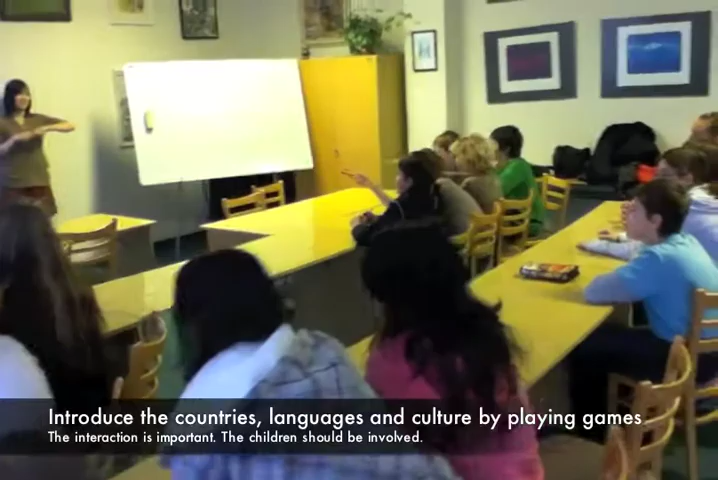 Introduce the countries, languages and culture by playing games
The interaction is important. The children should be involved.